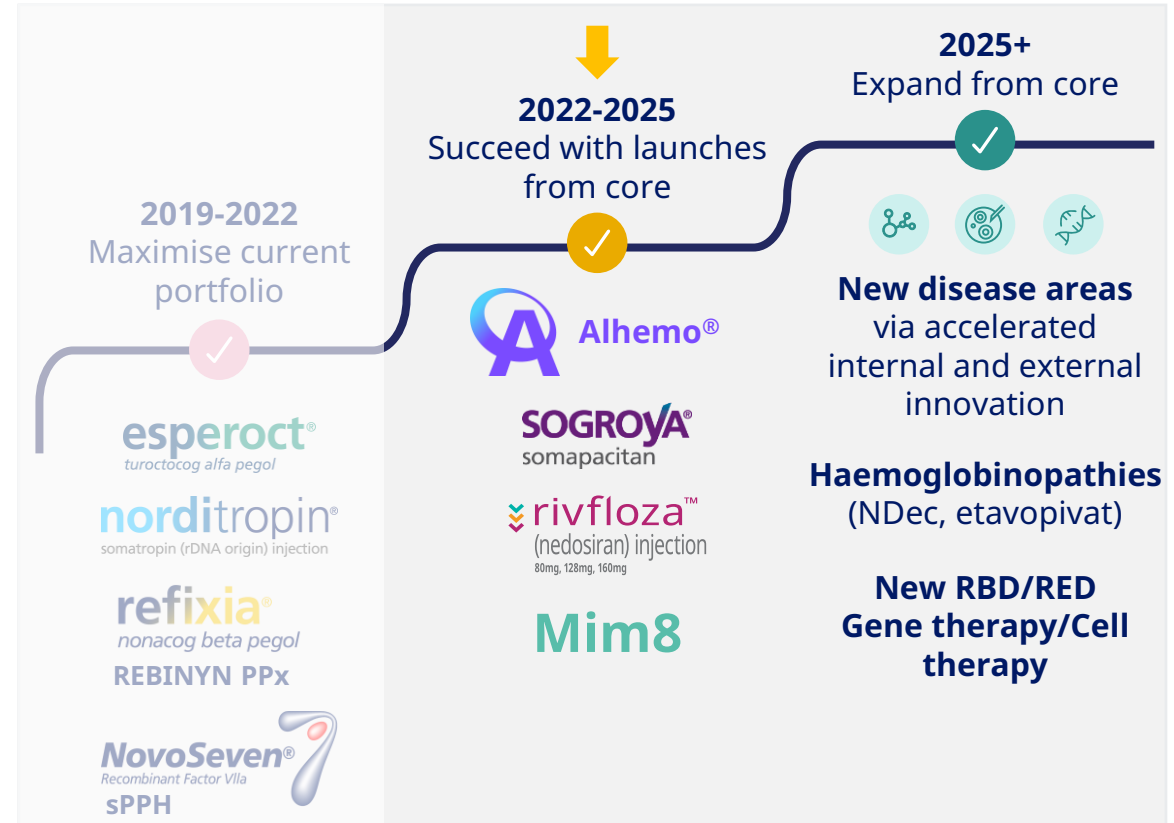 2019-2022
Maximise current
portfolio
esperoct®
turoctocog alfa pegol
norditropin®
somatropin (rDNA origin) injection
refixia®
nonacog beta pegol
REBINYN PPx
NovoSeven®
Recombinant Factor VIIa
sPPH
2022-2025
Succeed with launches
from core
Alhemo®
SOGROYA®
somapacitan
rivfloza™
(nedosiran) injection
80mg, 128mg, 160mg
Mim8
2025+
Expand from core
New disease areas
via accelerated
internal and external
innovation
Haemoglobinopathies
(NDec, etavopivat)
New RBD/RED
Gene therapy/Cell
therapy